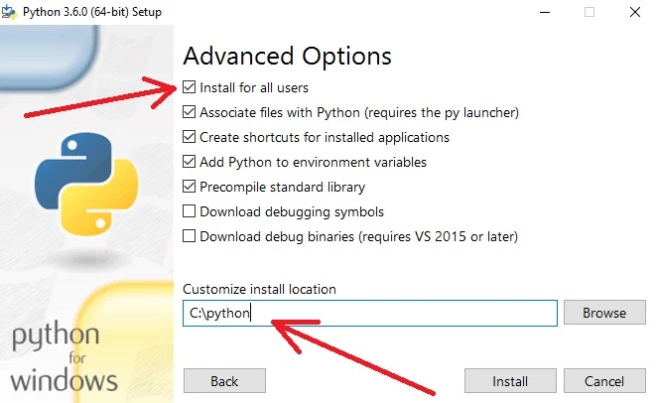 Python 3.6.0 (64-bit) Setup
Advanced Options
Install for all users
Associate files with Python (requires the py launcher)
Create shortcuts for installed applications
Add Python to environment variables
Precompile standard library
Download debugging symbols
Download debug binaries (requires VS 2015 or later)
Customize install location
C:\python
Browse
python
for
windows
Back
Install
Cancel